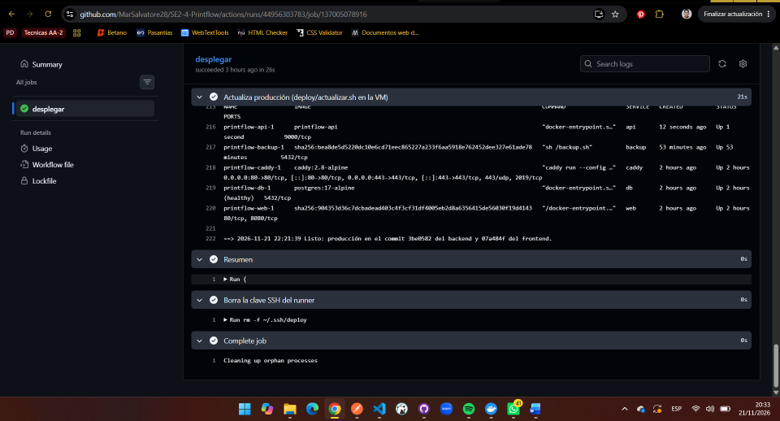 github.com/MarSalvatore28/SE2-4-Printflow/actions/runs/44956303783/job/137005078916
Finalizar actualización
PD
Tecnicas AA-2
Betano
Pasantías
WebTextTools
HTML Checker
CSS Validator
Documentos web d...
Summary
All jobs
desplegar
Run details
Usage
Workflow file
Lockfile
desplegar
succeeded 3 hours ago in 26s
Search logs
Actualiza producción (deploy/actualizar.sh en la VM) 21s
215 NAME IMAGE COMMAND SERVICE CREATED STATUS
PORTS
216 printflow-api-1 printflow-api "docker-entrypoint.s…" api 12 seconds ago Up 1
second 9000/tcp
217 printflow-backup-1 sha256:bea8de5d5220dc10e6cd71eec865227a233f6aa5918e762452dee327e61ade78 "sh /backup.sh" backup 53 minutes ago Up 53
minutes 5432/tcp
218 printflow-caddy-1 caddy:2.8-alpine "caddy run --config …" caddy 2 hours ago Up 2 hours
0.0.0.0:80->80/tcp, [::]:80->80/tcp, 0.0.0.0:443->443/tcp, [::]:443->443/tcp, 443/udp, 2019/tcp
219 printflow-db-1 postgres:17-alpine "docker-entrypoint.s…" db 2 hours ago Up 2 hours
(healthy) 5432/tcp
220 printflow-web-1 sha256:904353d36c7dcbadead403c4f3cf31df4005eb2d8a6356415de56030f19d4143 "/docker-entrypoint.…" web 2 hours ago Up 2 hours
80/tcp, 8080/tcp
221
222 ==> 2026-11-21 22:21:39 Listo: producción en el commit 3be0582 del backend y 07a484f del frontend.
Resumen 0s
1 Run {
Borra la clave SSH del runner 0s
1 Run rm -f ~/.ssh/deploy
Complete job 0s
1 Cleaning up orphan processes
ESP
20:33
21/11/2026